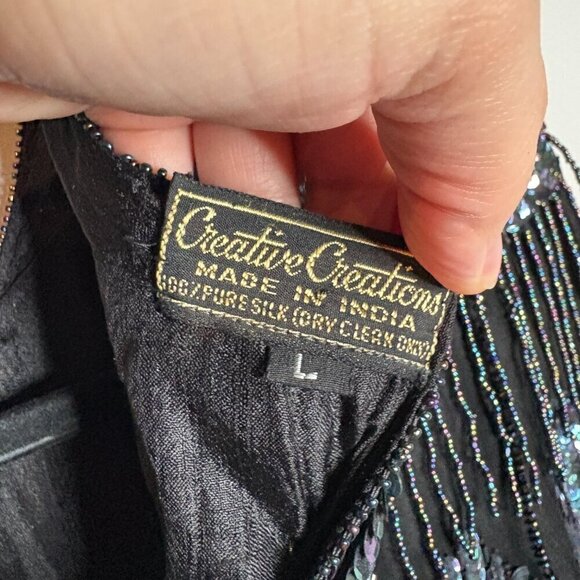 Creative Creations
MADE IN INDIA
100% PURE SILK (DRY CLEAN ONLY)
L